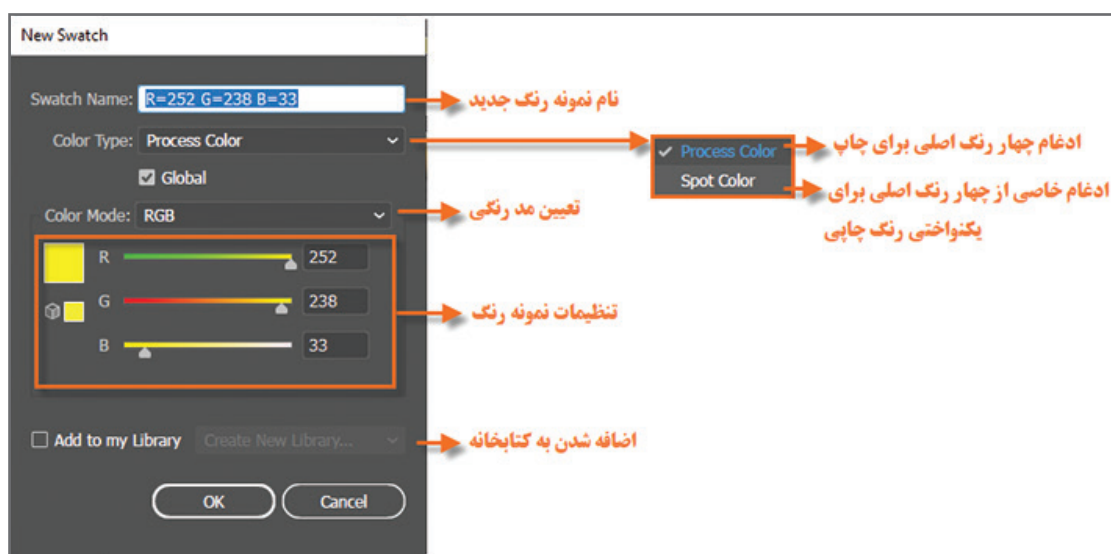 New Swatch
Swatch Name: R=252 G=238 B=33
نام نمونه رنگ جدید
Color Type: Process Color
Process Color
ادغام چهار رنگ اصلی برای چاپ
Spot Color
ادغام خاصی از چهار رنگ اصلی برای
یکنواختی رنگ چاپی
Global
Color Mode: RGB
تعیین مد رنگی
R 252
G 238
B 33
تنظیمات نمونه رنگ
Add to my Library Create New Library...
اضافه شدن به کتابخانه
OK Cancel